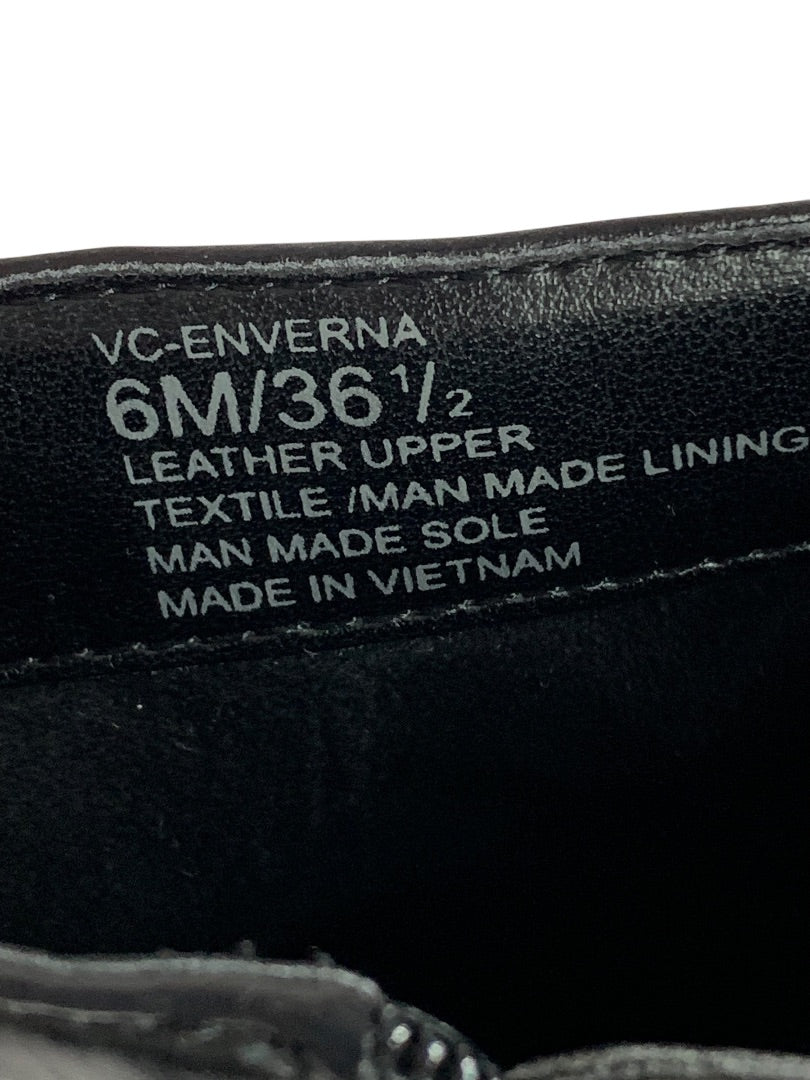 VC-ENVERNA
6M/36 1/2
LEATHER UPPER
TEXTILE /MAN MADE LINING
MAN MADE SOLE
MADE IN VIETNAM